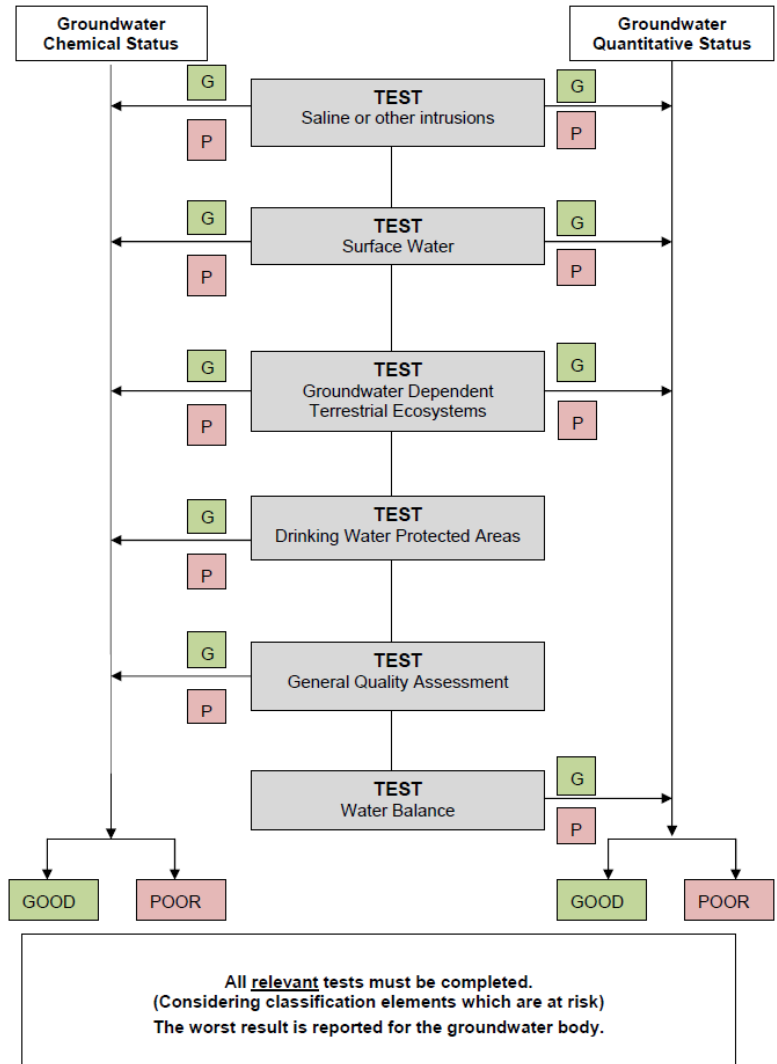 Groundwater
Chemical Status
Groundwater
Quantitative Status
G
TEST
G
Saline or other intrusions
P
P
G
TEST
G
Surface Water
P
P
G
TEST
G
Groundwater Dependent
Terrestrial Ecosystems
P
P
G
TEST
Drinking Water Protected Areas
P
G
TEST
General Quality Assessment
P
TEST
G
Water Balance
P
GOOD
POOR
GOOD
POOR
All relevant tests must be completed.
(Considering classification elements which are at risk)
The worst result is reported for the groundwater body.